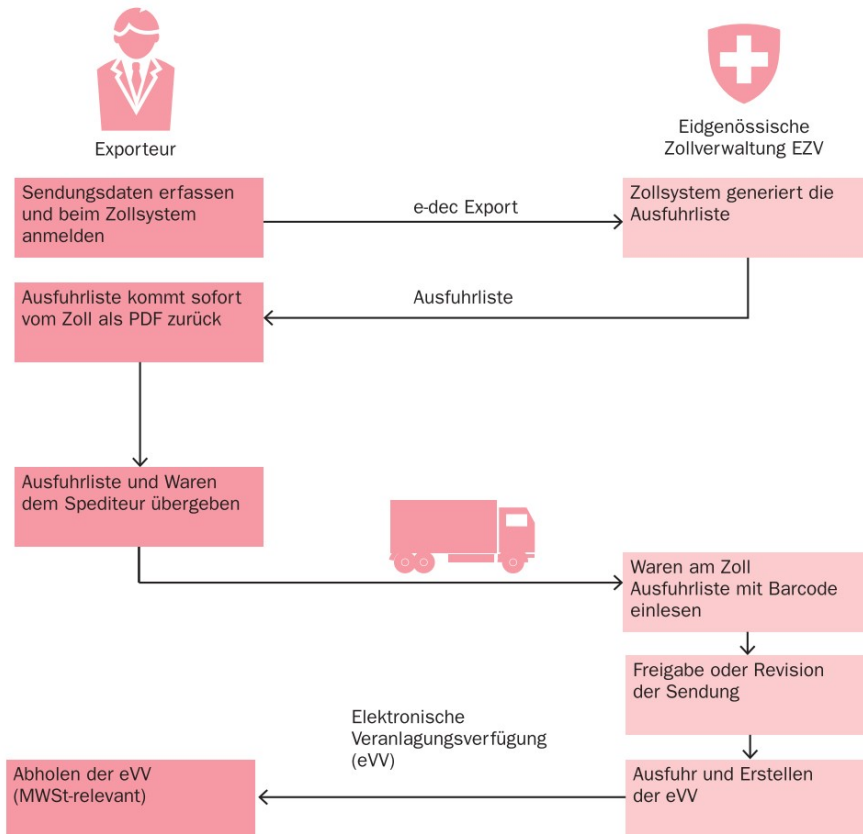 Exporteur
Eidgenössische
Zollverwaltung EZV
Sendungsdaten erfassen
und beim Zollsystem
anmelden
e-dec Export
Zollsystem generiert die
Ausfuhrliste
Ausfuhrliste kommt sofort
vom Zoll als PDF zurück
Ausfuhrliste
Ausfuhrliste und Waren
dem Spediteur übergeben
Waren am Zoll
Ausfuhrliste mit Barcode
einlesen
Freigabe oder Revision
der Sendung
Elektronische
Veranlagungsverfügung
(eVV)
Abholen der eVV
(MWSt-relevant)
Ausfuhr und Erstellen
der eVV